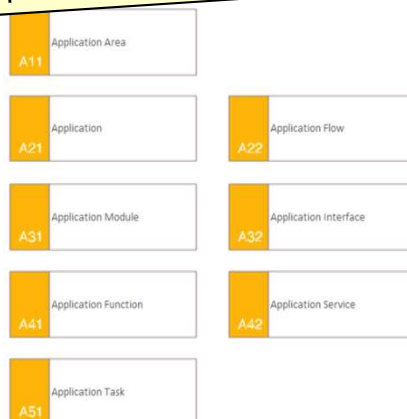 Application Area
A11
Application
A21
Application Flow
A22
Application Module
A31
Application Interface
A32
Application Function
A41
Application Service
A42
Application Task
A51